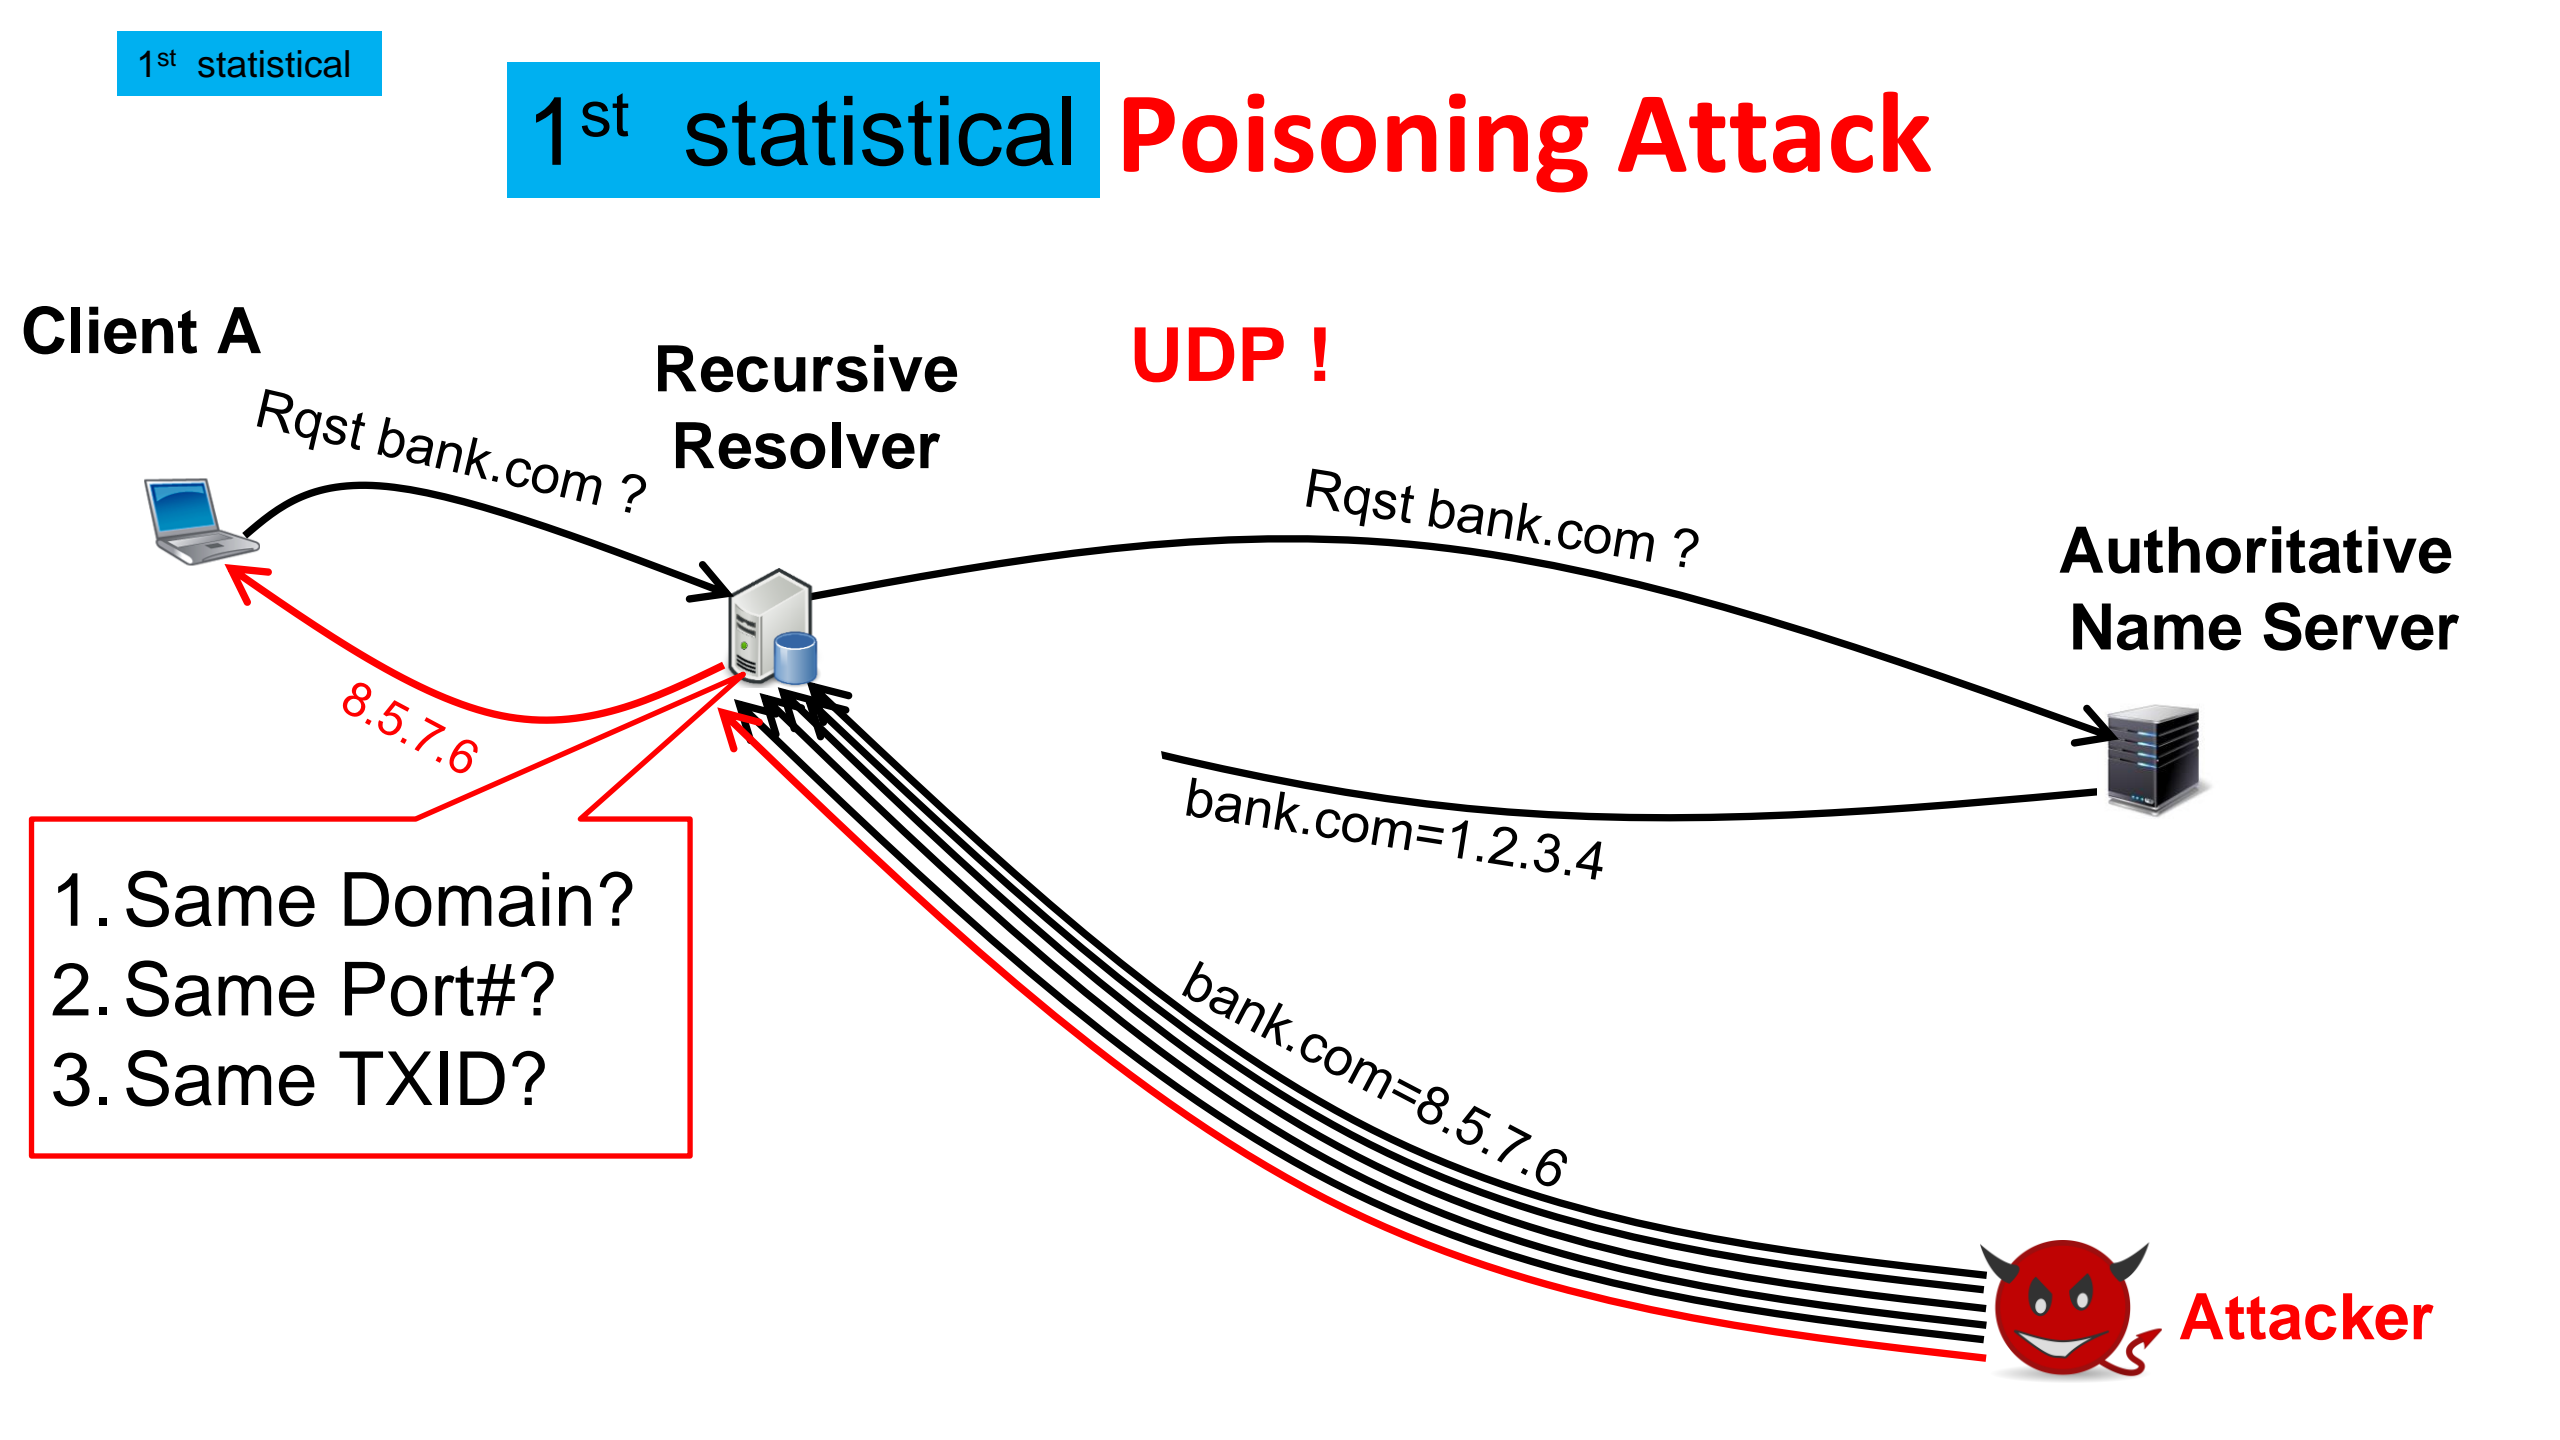 1st statistical
1st statistical Poisoning Attack
Client A
Recursive
Resolver
UDP !
Rqst bank.com ?
Rqst bank.com ?
Authoritative
Name Server
8.5.7.6
bank.com=1.2.3.4
1. Same Domain?
2. Same Port#?
3. Same TXID?
bank.com=8.5.7.6
Attacker